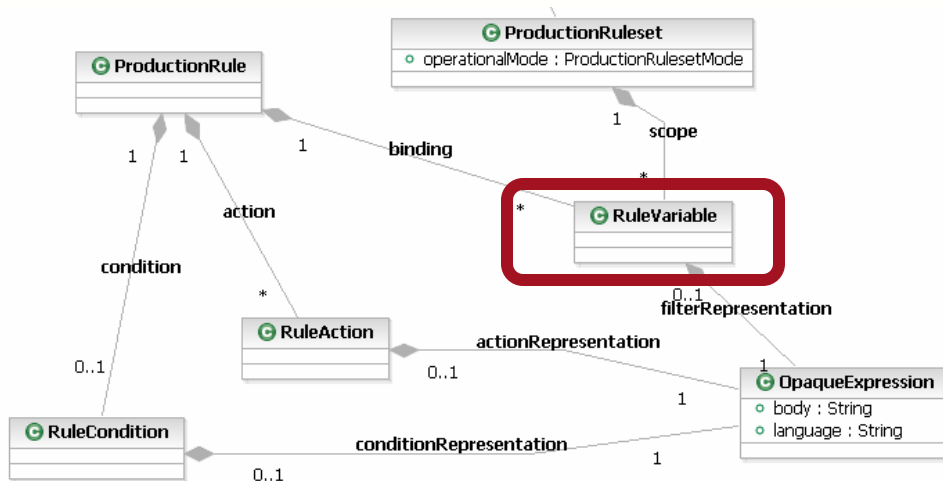 C ProductionRuleset
operationalMode : ProductionRulesetMode
C ProductionRule
1
1
1
1
binding
scope
*
*
C RuleVariable
action
condition
*
0..1
filterRepresentation
C RuleAction
actionRepresentation
0..1
0..1
1
1
C OpaqueExpression
body : String
language : String
C RuleCondition
conditionRepresentation
0..1
1